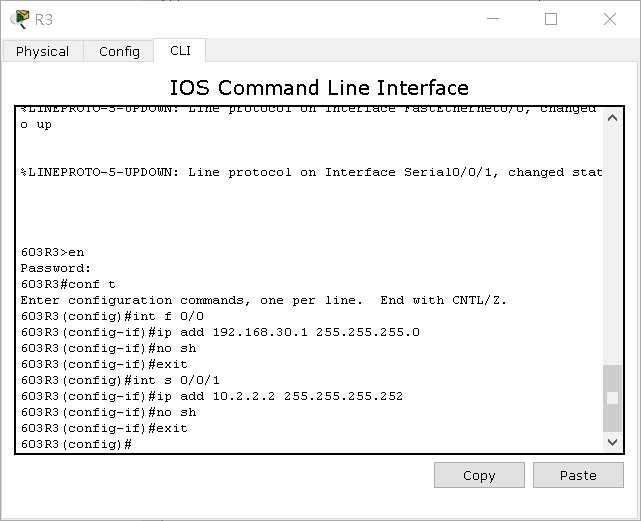 R3
Physical Config CLI
IOS Command Line Interface
%LINEPROTO-5-UPDOWN: Line protocol on Interface FastEthernet0/0, changed
o up
%LINEPROTO-5-UPDOWN: Line protocol on Interface Serial0/0/1, changed stat
603R3>en
Password:
603R3#conf t
Enter configuration commands, one per line.  End with CNTL/Z.
603R3(config)#int f 0/0
603R3(config-if)#ip add 192.168.30.1 255.255.255.0
603R3(config-if)#no sh
603R3(config-if)#exit
603R3(config)#int s 0/0/1
603R3(config-if)#ip add 10.2.2.2 255.255.255.252
603R3(config-if)#no sh
603R3(config-if)#exit
603R3(config)#
Copy Paste